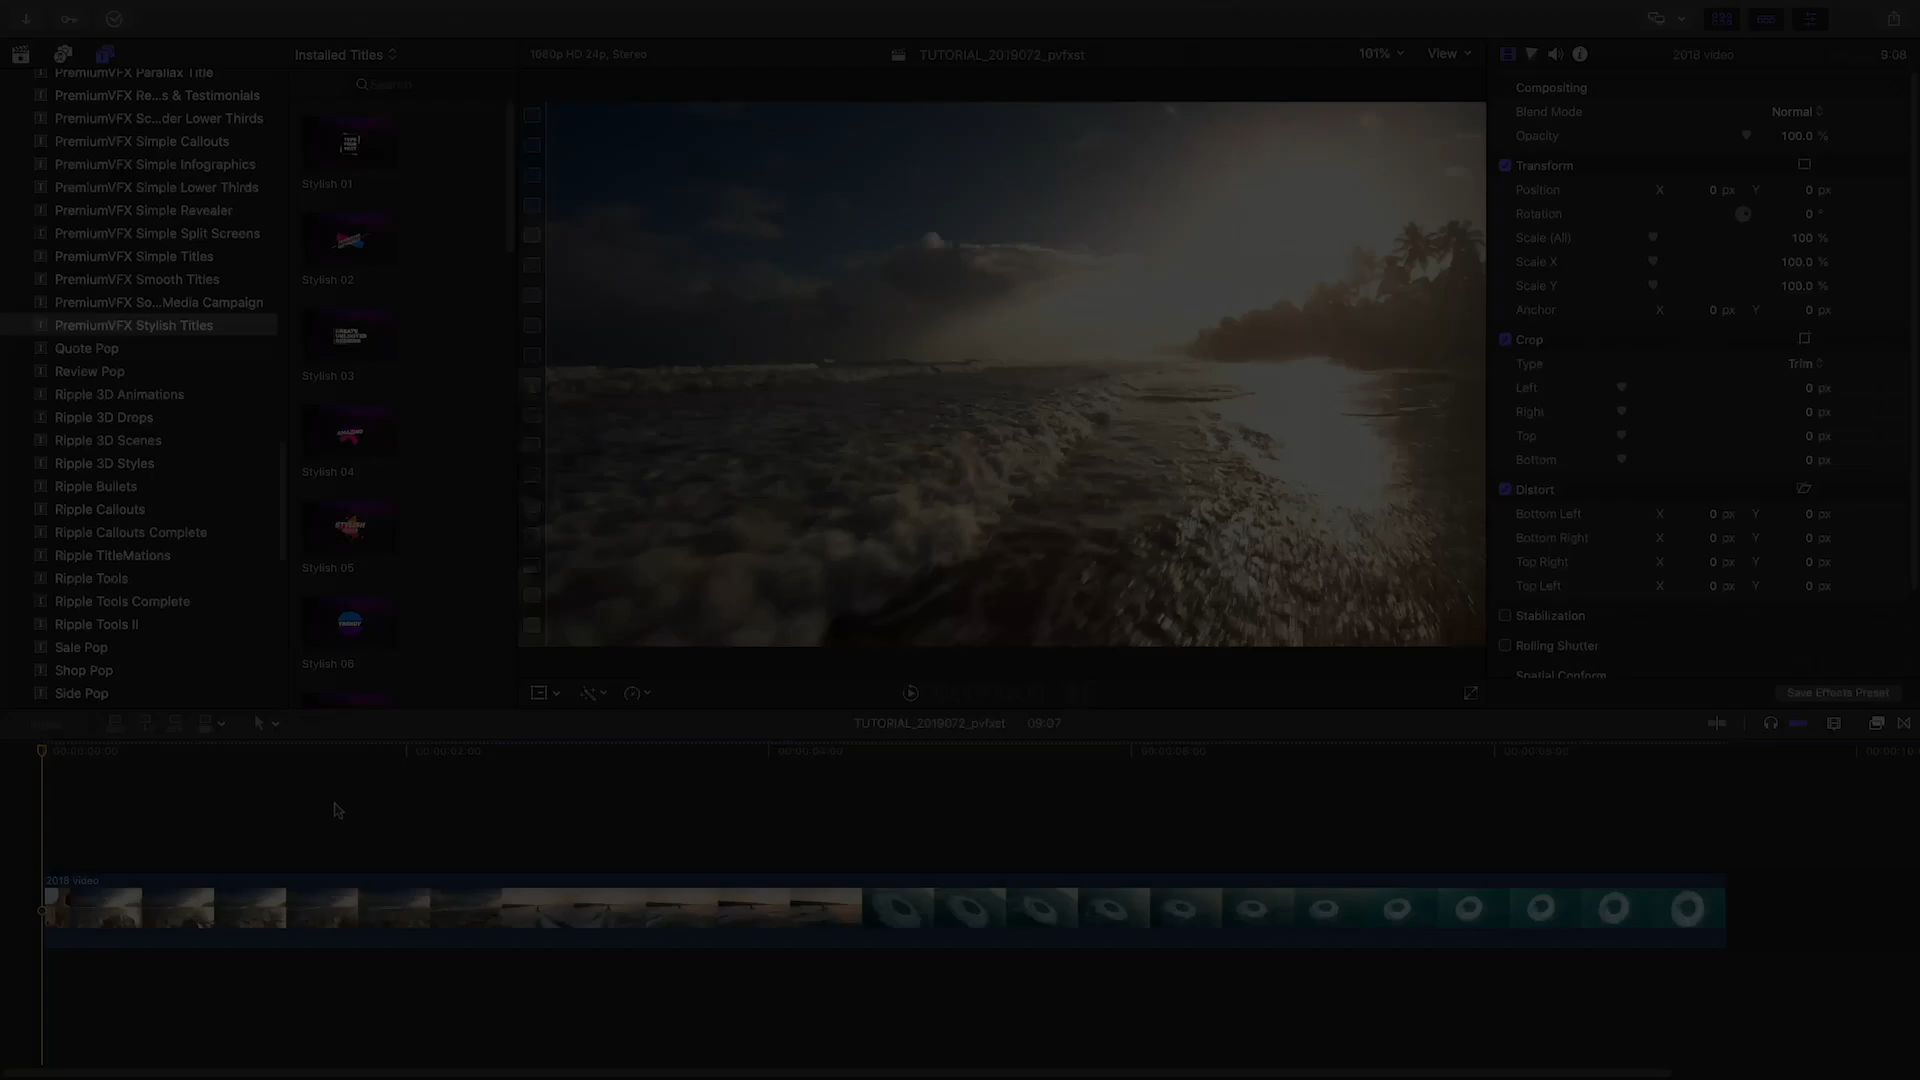 Installed Titles
1080p HD 24p, Stereo
TUTORIAL_2019072_pvfxst
101%
View
2018 video
9:08
Search
PremiumVFX Parallax Title
PremiumVFX Re...s & Testimonials
PremiumVFX Sc...der Lower Thirds
PremiumVFX Simple Callouts
PremiumVFX Simple Infographics
PremiumVFX Simple Lower Thirds
PremiumVFX Simple Revealer
PremiumVFX Simple Split Screens
PremiumVFX Simple Titles
PremiumVFX Smooth Titles
PremiumVFX So...Media Campaign
PremiumVFX Stylish Titles
Quote Pop
Review Pop
Ripple 3D Animations
Ripple 3D Drops
Ripple 3D Scenes
Ripple 3D Styles
Ripple Bullets
Ripple Callouts
Ripple Callouts Complete
Ripple TitleMations
Ripple Tools
Ripple Tools Complete
Ripple Tools II
Sale Pop
Shop Pop
Side Pop
Stylish 01
Stylish 02
CREATE
UNLIMITED
DESIGNS
Stylish 03
AMAZING
Stylish 04
STYLISH
Stylish 05
TRENDY
Stylish 06
Compositing
Blend Mode Normal
Opacity 100.0 %
Transform
Position X 0 px Y 0 px
Rotation 0 °
Scale (All) 100 %
Scale X 100.0 %
Scale Y 100.0 %
Anchor X 0 px Y 0 px
Crop
Type Trim
Left 0 px
Right 0 px
Top 0 px
Bottom 0 px
Distort
Bottom Left X 0 px Y 0 px
Bottom Right X 0 px Y 0 px
Top Right X 0 px Y 0 px
Top Left X 0 px Y 0 px
Stabilization
Rolling Shutter
Spatial Conform
Save Effects Preset
TUTORIAL_2019072_pvfxst 09:07
00:00:00:00 00:00:02:00 00:00:04:00 00:00:06:00 00:00:08:00 00:00:10:0
2018 video